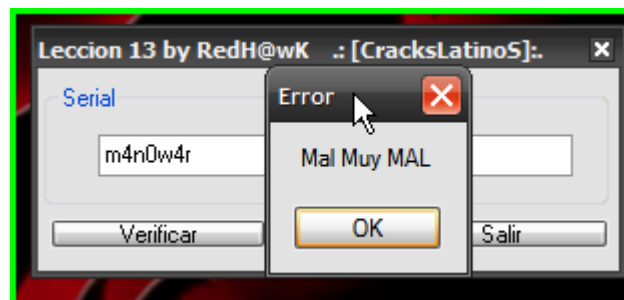 Leccion 13 by RedH@wK .: [CracksLatinoS]:.
Serial
Error
m4n0w4r
Mal Muy MAL
Verificar
OK
Salir